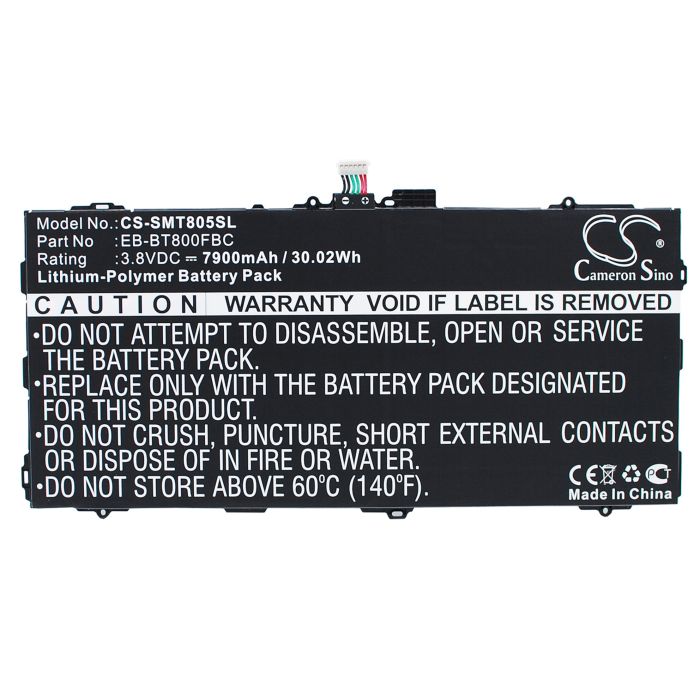 Model No.: CS-SMT805SL
Part No : EB-BT800FBC
Rating : 3.8VDC ⎓ 7900mAh / 30.02Wh
Lithium-Polymer Battery Pack
CS
Cameron Sino
CAUTION WARRANTY VOID IF LABEL IS REMOVED
•DO NOT ATTEMPT TO DISASSEMBLE, OPEN OR SERVICE
THE BATTERY PACK.
•REPLACE ONLY WITH THE BATTERY PACK DESIGNATED
FOR THIS PRODUCT.
•DO NOT CRUSH, PUNCTURE, SHORT EXTERNAL CONTACTS
OR DISPOSE OF IN FIRE OR WATER.
•DO NOT STORE ABOVE 60°C (140°F).
CE
Made In China